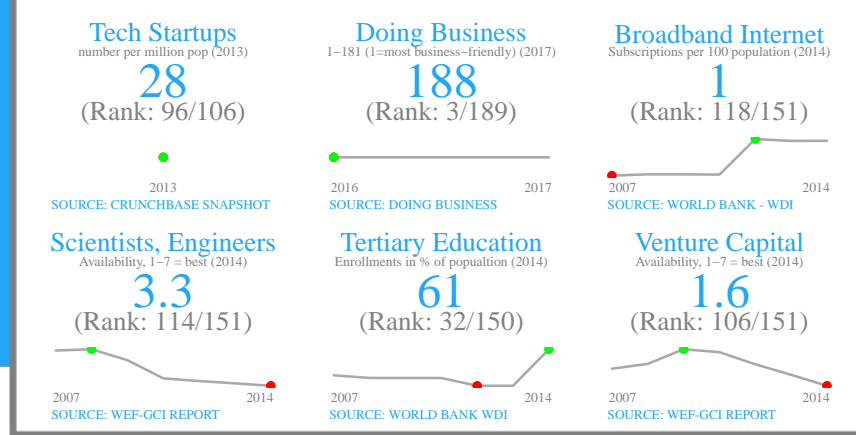 Tech Startups
number per million pop (2013)
28
(Rank: 96/106)
2013
SOURCE: CRUNCHBASE SNAPSHOT
Doing Business
1−181 (1=most business−friendly) (2017)
188
(Rank: 3/189)
2016 2017
SOURCE: DOING BUSINESS
Broadband Internet
Subscriptions per 100 population (2014)
1
(Rank: 118/151)
2007 2014
SOURCE: WORLD BANK - WDI
Scientists, Engineers
Availability, 1−7 = best (2014)
3.3
(Rank: 114/151)
2007 2014
SOURCE: WEF-GCI REPORT
Tertiary Education
Enrollments in % of popualtion (2014)
61
(Rank: 32/150)
2007 2014
SOURCE: WORLD BANK WDI
Venture Capital
Availability, 1−7 = best (2014)
1.6
(Rank: 106/151)
2007 2014
SOURCE: WEF-GCI REPORT